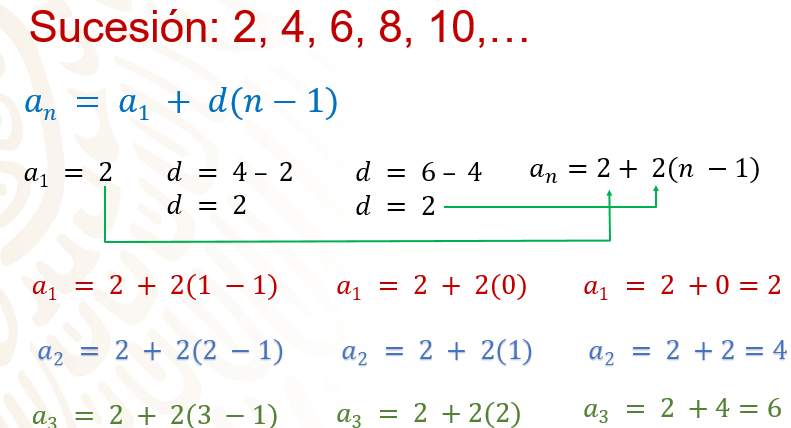 Sucesión: 2, 4, 6, 8, 10,…
aₙ = a₁ + d(n − 1)
a₁ = 2 d = 4 – 2 d = 6 – 4 aₙ = 2 + 2(n − 1)
d = 2 d = 2
a₁ = 2 + 2(1 − 1) a₁ = 2 + 2(0) a₁ = 2 + 0 = 2
a₂ = 2 + 2(2 − 1) a₂ = 2 + 2(1) a₂ = 2 + 2 = 4
a₃ = 2 + 2(3 − 1) a₃ = 2 + 2(2) a₃ = 2 + 4 = 6